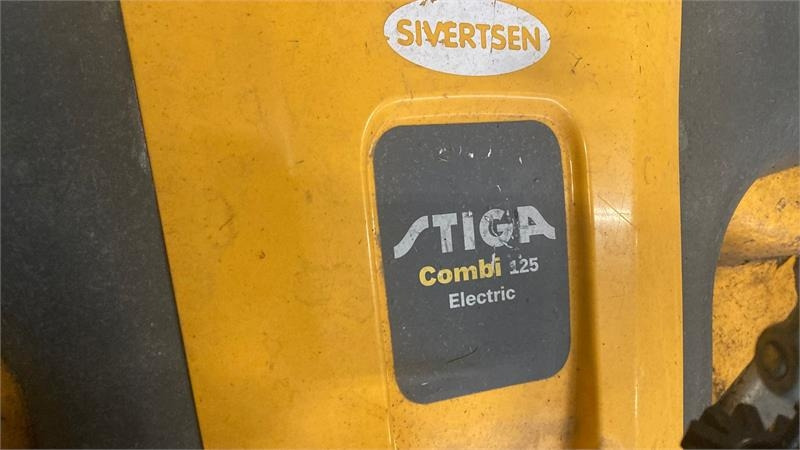 SIVERTSEN
STIGA
Combi 125
Electric